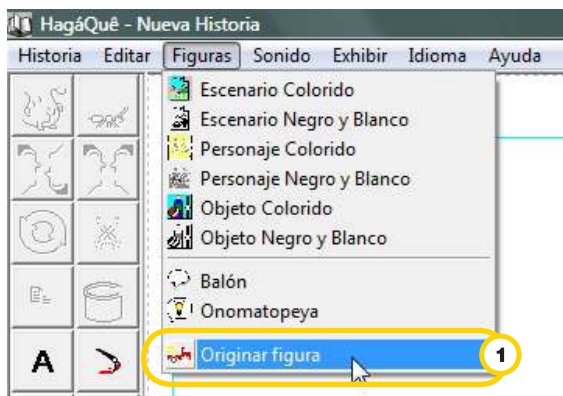 HagáQuê - Nueva Historia
Historia Editar Figuras Sonido Exhibir Idioma Ayuda
Escenario Colorido
Escenario Negro y Blanco
Personaje Colorido
Personaje Negro y Blanco
Objeto Colorido
Objeto Negro y Blanco
Balón
Onomatopeya
Originar figura 1
A